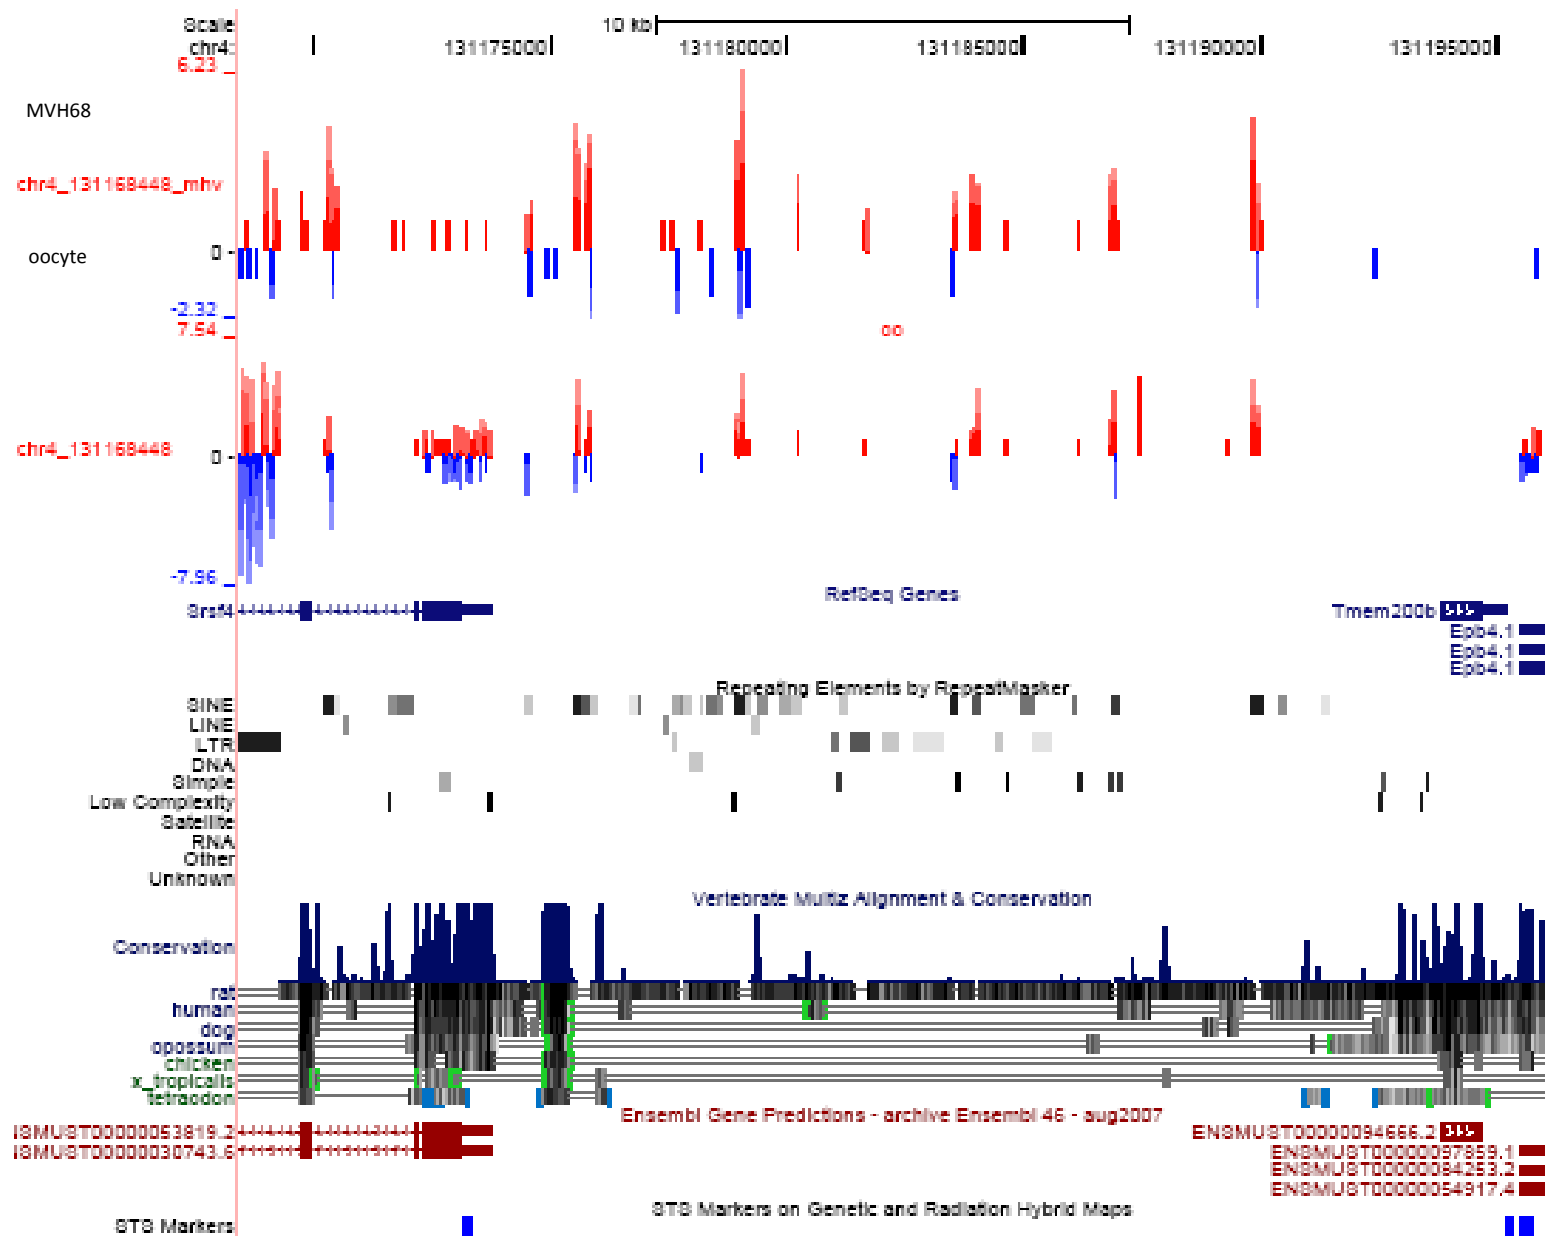 Scale 10 kb
chr4: 131175000 131180000 131185000 131190000 131195000
6.23 _
MVH68
chr4_131168448_mhv
0 -
oocyte
-2.32 _
7.54 _ oo
chr4_131168448
0 -
-7.96 _
RefSeq Genes
Srsf4 Tmem200b
Epb4.1
Epb4.1
Epb4.1
Repeating Elements by RepeatMasker
SINE
LINE
LTR
DNA
Simple
Low Complexity
Satellite
RNA
Other
Unknown
Vertebrate Multiz Alignment & Conservation
Conservation
rat
human
dog
opossum
chicken
x_tropicalis
tetraodon
Ensembl Gene Predictions - archive Ensembl 46 - aug2007
ISMUST00000053819.2 ENSMUST00000094666.2
ISMUST00000030743.6 ENSMUST00000097859.1
ENSMUST00000084253.2
ENSMUST00000054917.4
STS Markers on Genetic and Radiation Hybrid Maps
STS Markers